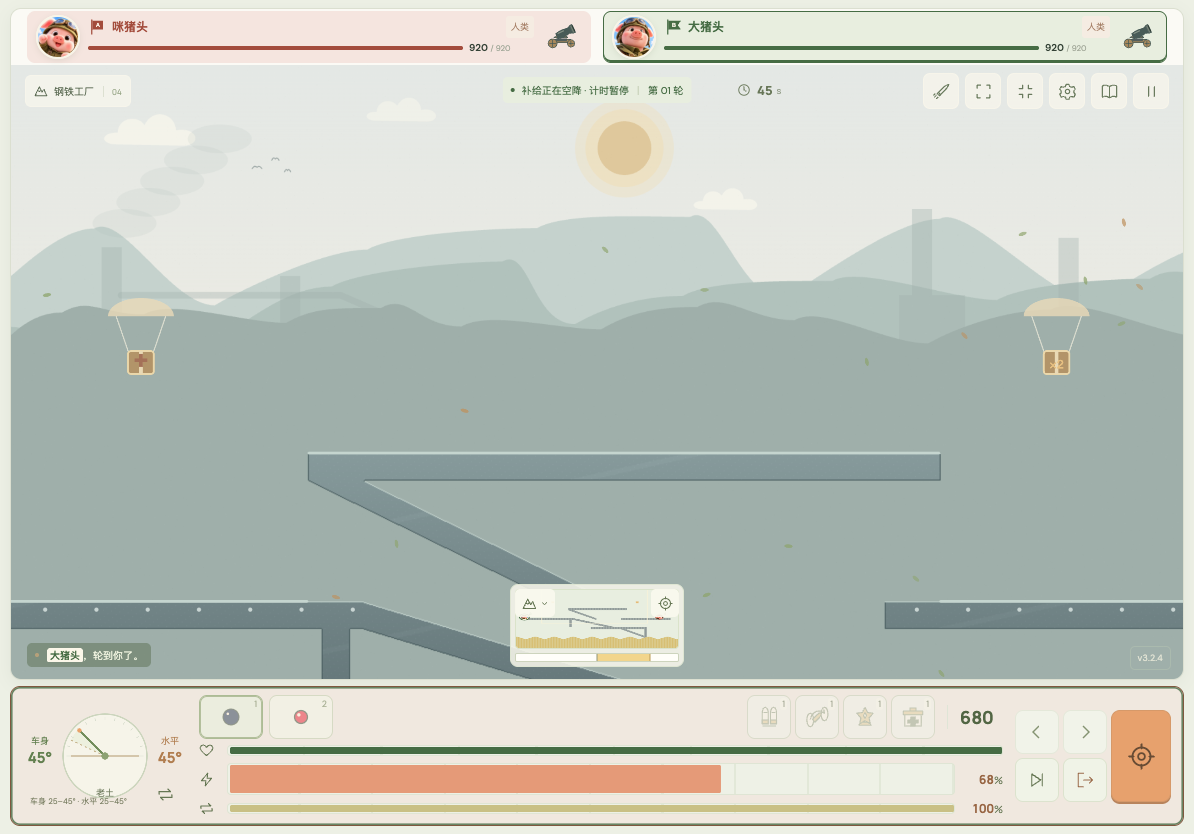 咪猪头
人类
920 / 920
大猪头
人类
920 / 920
钢铁工厂 04
补给正在空降 · 计时暂停 第 01 轮
45 s
x2
大猪头，轮到你了。
v3.2.4
1
2
1
1
1
1
680
车身
45°
水平
45°
老土
车身 25–45° · 水平 25–45°
68%
100%